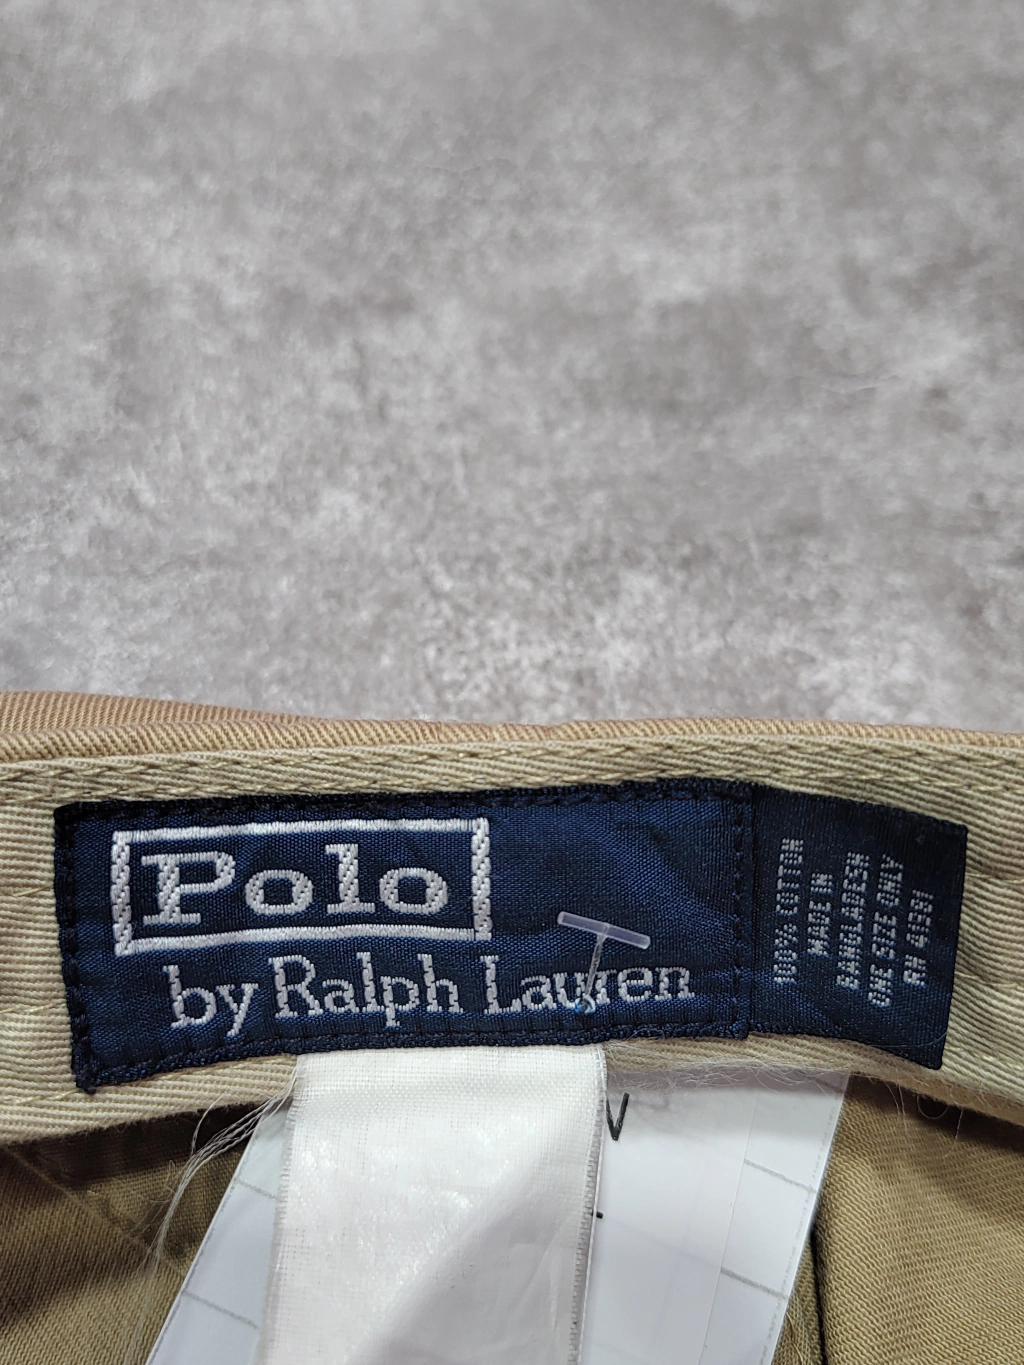 Polo
by Ralph Lauren
100% COTTON
MADE IN
BANGLADESH
ONE SIZE ONLY
RN 41381
V